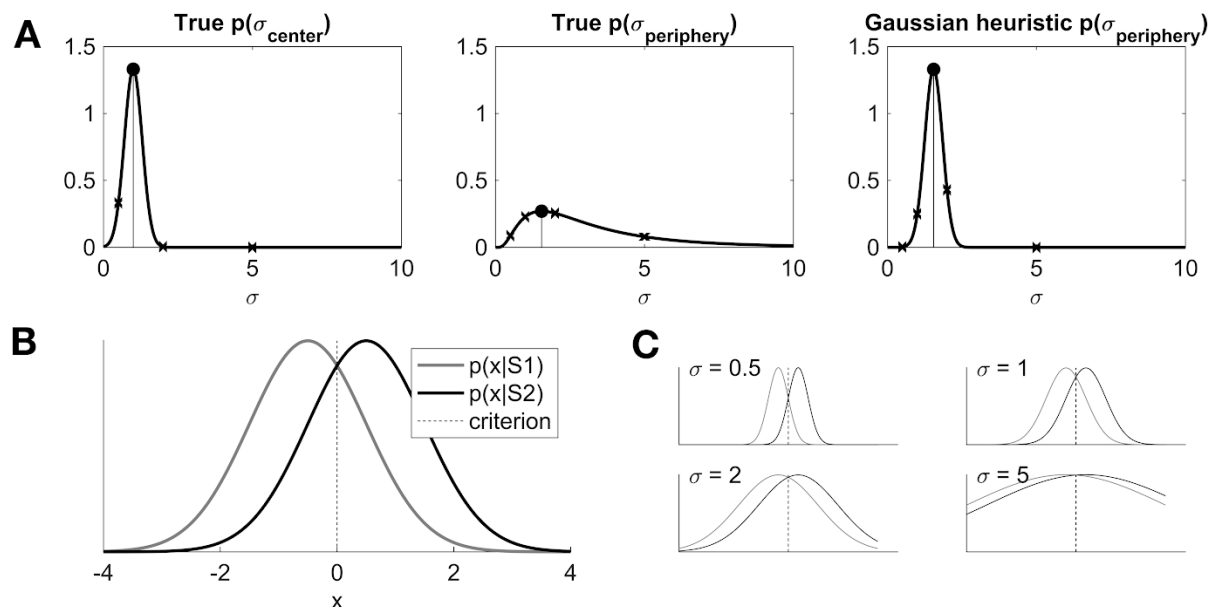 A
True p(σcenter)
1.5
1
0.5
0
0
5
10
σ
True p(σperiphery)
1.5
1
0.5
0
0
5
10
σ
Gaussian heuristic p(σperiphery)
1.5
1
0.5
0
0
5
10
σ
B
p(x|S1)
p(x|S2)
criterion
-4
-2
0
2
4
x
C
σ = 0.5
σ = 1
σ = 2
σ = 5